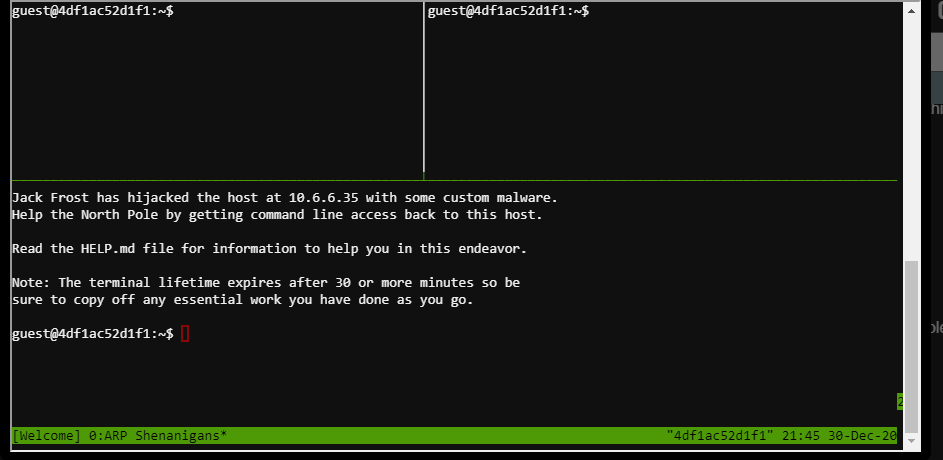 guest@4df1ac52d1f1:~$
guest@4df1ac52d1f1:~$
Jack Frost has hijacked the host at 10.6.6.35 with some custom malware.
Help the North Pole by getting command line access back to this host.
Read the HELP.md file for information to help you in this endeavor.
Note: The terminal lifetime expires after 30 or more minutes so be
sure to copy off any essential work you have done as you go.
guest@4df1ac52d1f1:~$
2
[Welcome] 0:ARP Shenanigans* "4df1ac52d1f1" 21:45 30-Dec-20